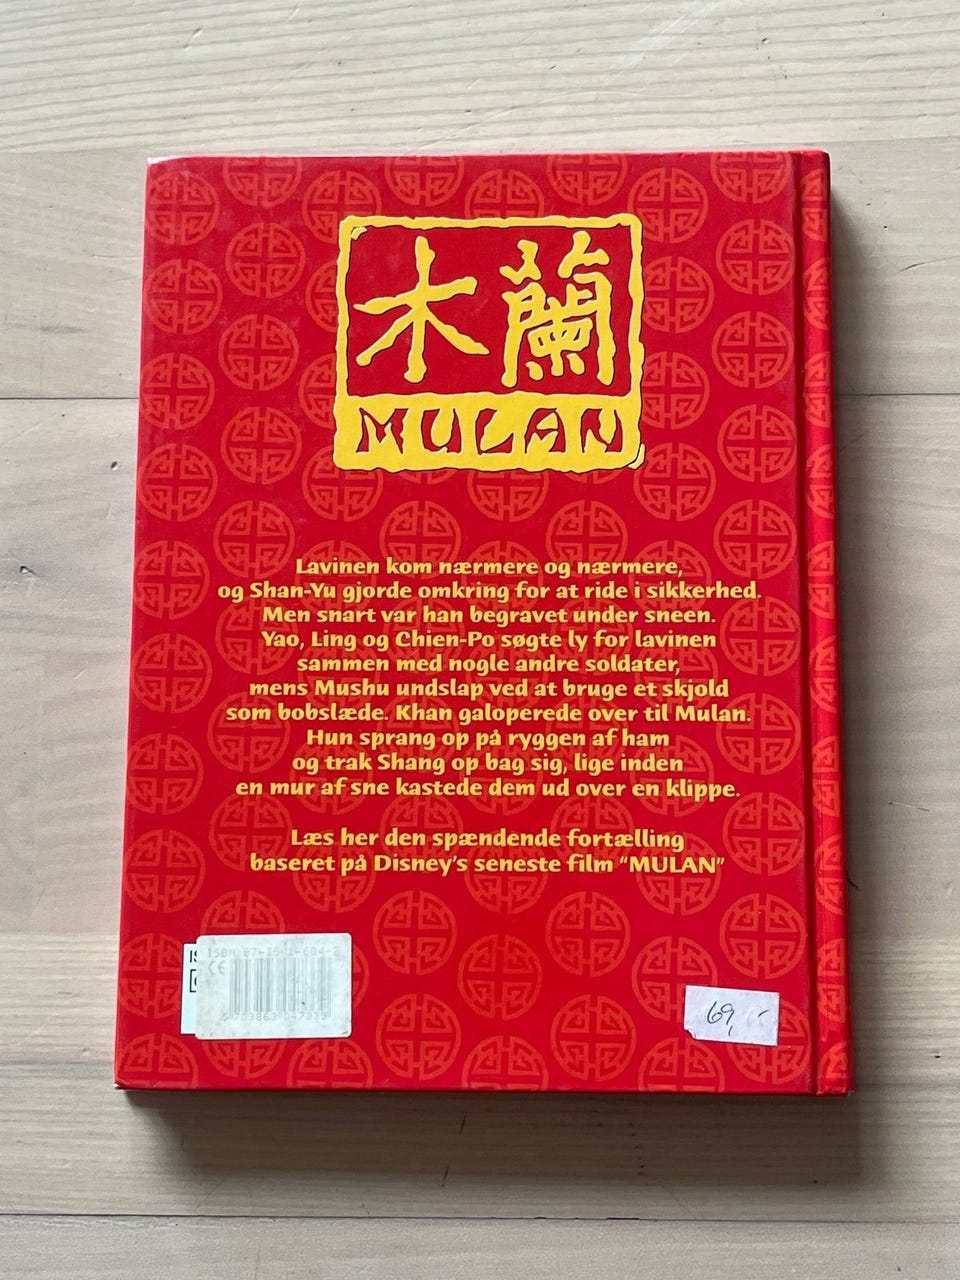 木蘭
MULAN
Lavinen kom nærmere og nærmere,
og Shan-Yu gjorde omkring for at ride i sikkerhed.
Men snart var han begravet under sneen.
Yao, Ling og Chien-Po søgte ly for lavinen
sammen med nogle andre soldater,
mens Mushu undslap ved at bruge et skjold
som bobslæde. Khan galoperede over til Mulan.
Hun sprang op på ryggen af ham
og trak Shang op bag sig, lige inden
en mur af sne kastede dem ud over en klippe.
Læs her den spændende fortælling
baseret på Disney's seneste film "MULAN"
ISBN
CE
69,-